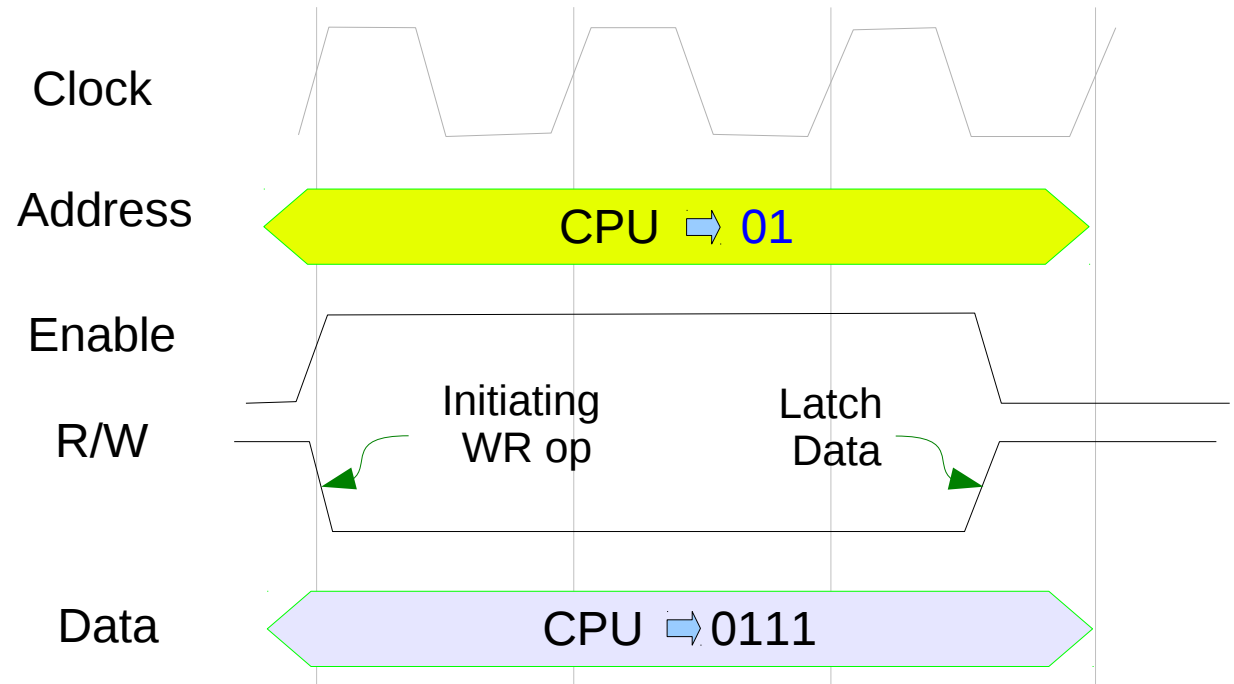 Clock
Address
CPU 01
Enable
Initiating
WR op
Latch
Data
R/W
Data
CPU 0111